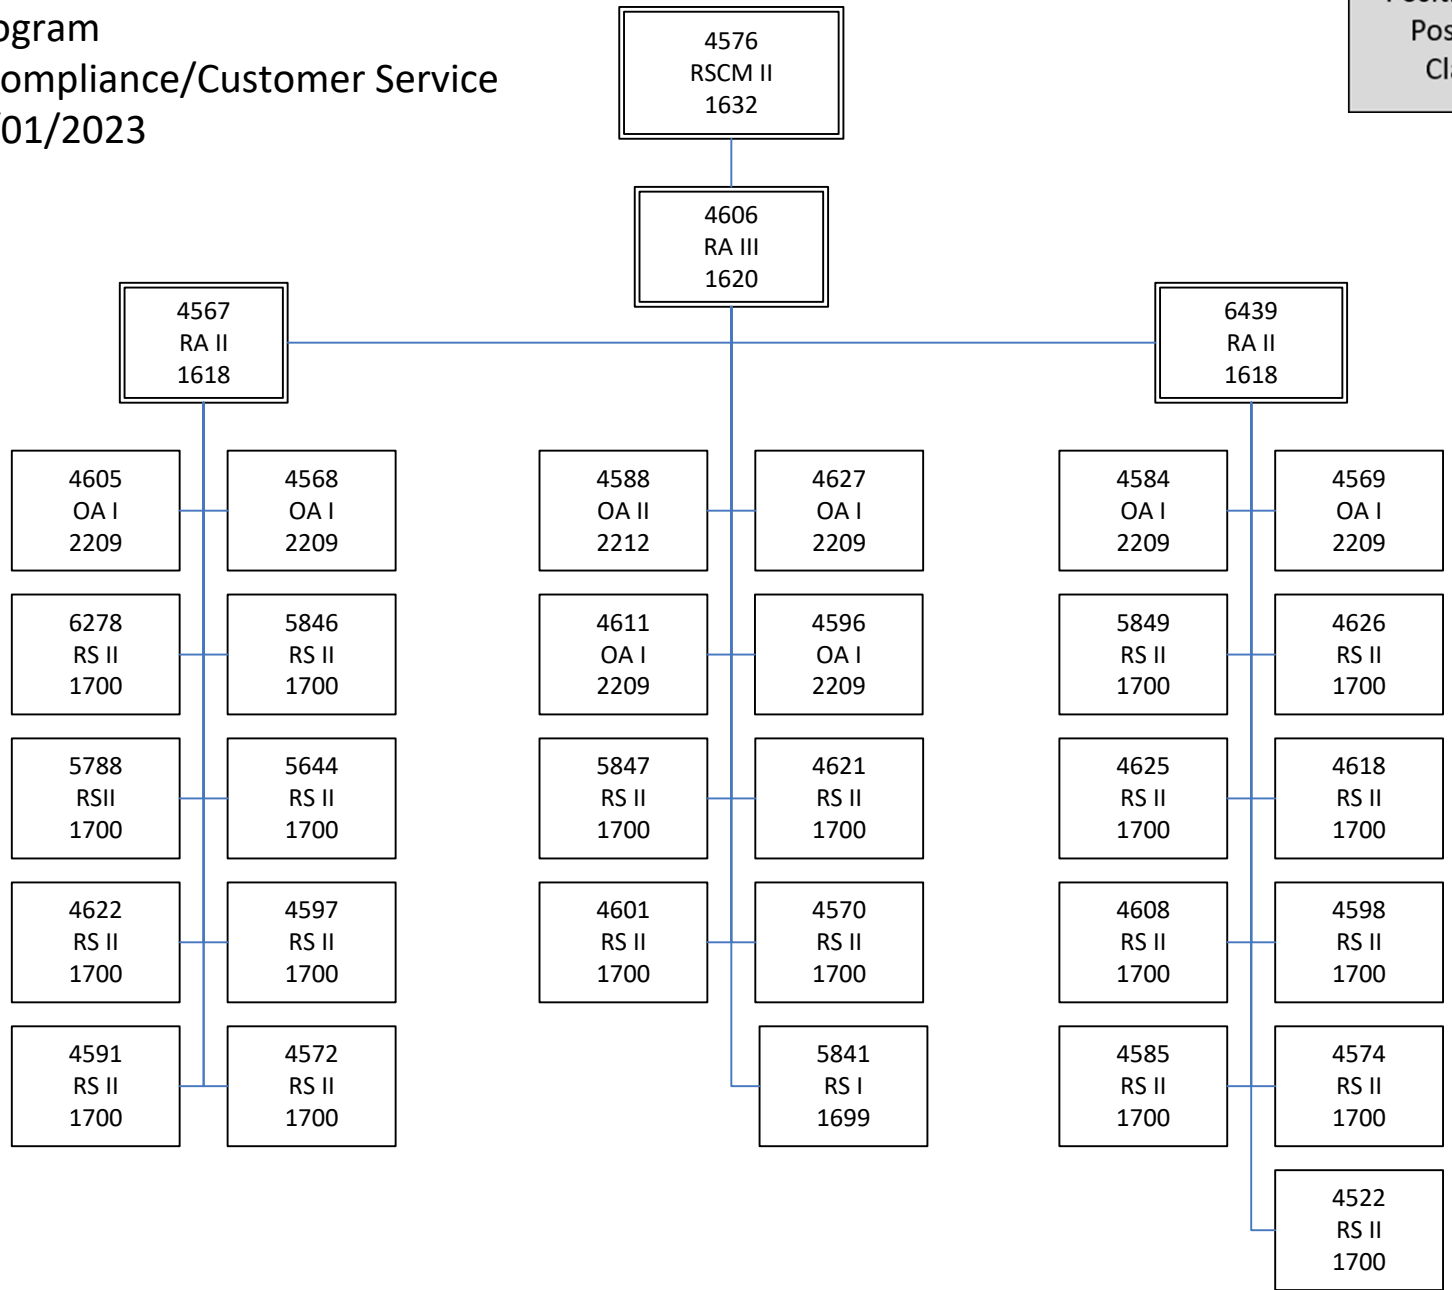 ogram
ompliance/Customer Service
/01/2023
Pos
Cl
4576
RSCM II
1632
4606
RA III
1620
4567
RA II
1618
6439
RA II
1618
4605
OA I
2209
4568
OA I
2209
4588
OA II
2212
4627
OA I
2209
4584
OA I
2209
4569
OA I
2209
6278
RS II
1700
5846
RS II
1700
4611
OA I
2209
4596
OA I
2209
5849
RS II
1700
4626
RS II
1700
5788
RSII
1700
5644
RS II
1700
5847
RS II
1700
4621
RS II
1700
4625
RS II
1700
4618
RS II
1700
4622
RS II
1700
4597
RS II
1700
4601
RS II
1700
4570
RS II
1700
4608
RS II
1700
4598
RS II
1700
4591
RS II
1700
4572
RS II
1700
5841
RS I
1699
4585
RS II
1700
4574
RS II
1700
4522
RS II
1700